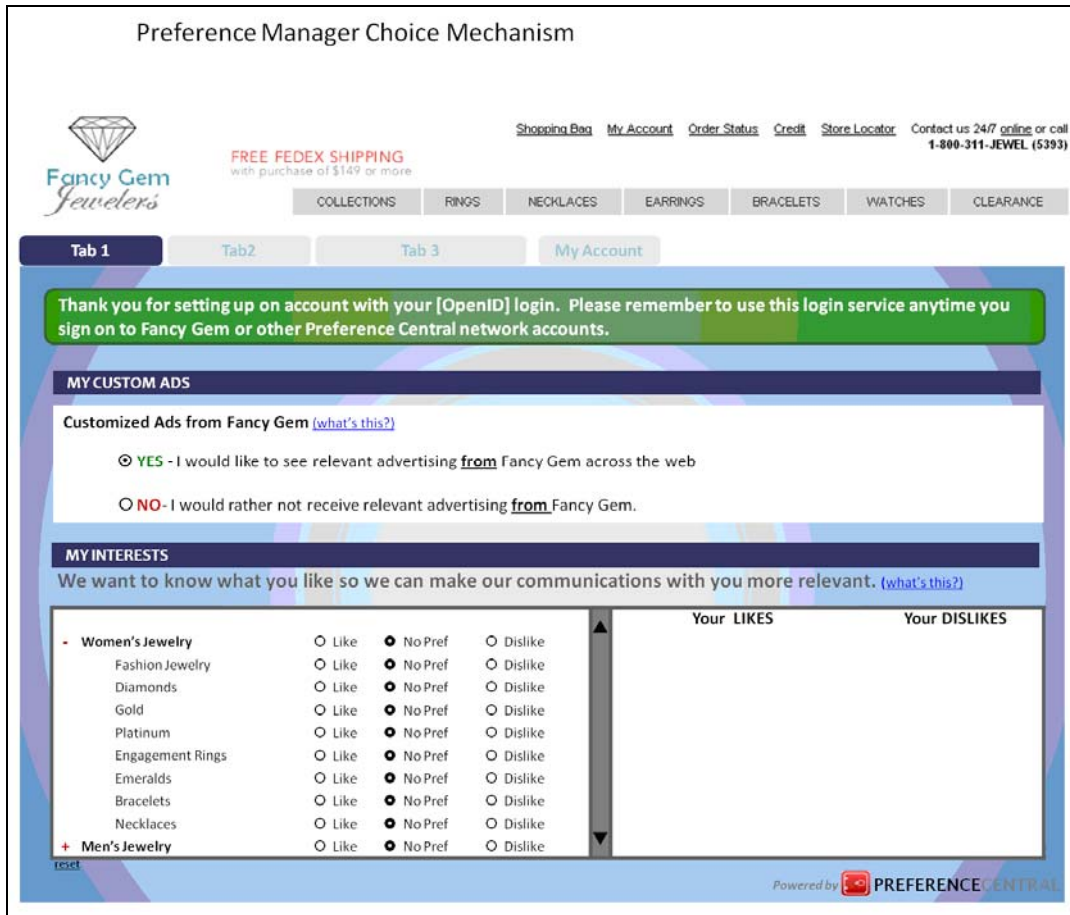 Preference Manager Choice Mechanism
Shopping Bag My Account Order Status Credit Store Locator Contact us 24/7 online or call
1-800-311-JEWEL (5393)
Fancy Gem
Jewelers
FREE FEDEX SHIPPING
with purchase of $149 or more
COLLECTIONS RINGS NECKLACES EARRINGS BRACELETS WATCHES CLEARANCE
Tab 1 Tab2 Tab 3 My Account
Thank you for setting up on account with your [OpenID] login. Please remember to use this login service anytime you
sign on to Fancy Gem or other Preference Central network accounts.
MY CUSTOM ADS
Customized Ads from Fancy Gem (what's this?)
YES - I would like to see relevant advertising from Fancy Gem across the web
NO- I would rather not receive relevant advertising from Fancy Gem.
MY INTERESTS
We want to know what you like so we can make our communications with you more relevant. (what's this?)
Your LIKES Your DISLIKES
- Women's Jewelry Like No Pref Dislike
Fashion Jewelry Like No Pref Dislike
Diamonds Like No Pref Dislike
Gold Like No Pref Dislike
Platinum Like No Pref Dislike
Engagement Rings Like No Pref Dislike
Emeralds Like No Pref Dislike
Bracelets Like No Pref Dislike
Necklaces Like No Pref Dislike
+ Men's Jewelry Like No Pref Dislike
reset
Powered by PREFERENCECENTRAL